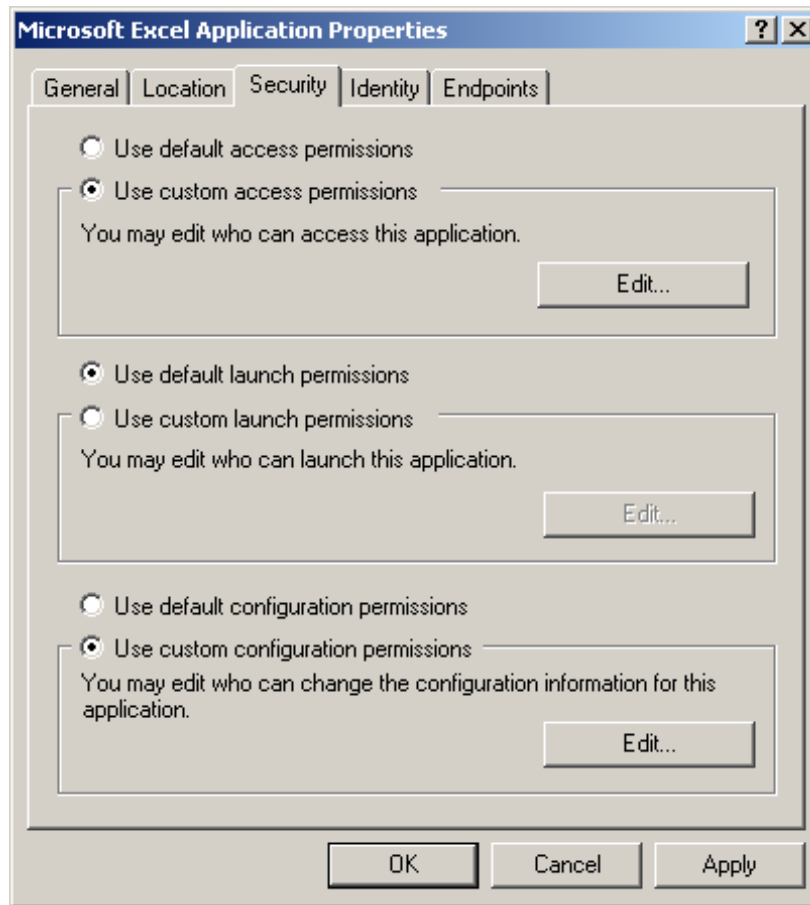 Microsoft Excel Application Properties
General Location Security Identity Endpoints
Use default access permissions
Use custom access permissions
You may edit who can access this application.
Edit...
Use default launch permissions
Use custom launch permissions
You may edit who can launch this application.
Edit...
Use default configuration permissions
Use custom configuration permissions
You may edit who can change the configuration information for this
application.
Edit...
OK Cancel Apply